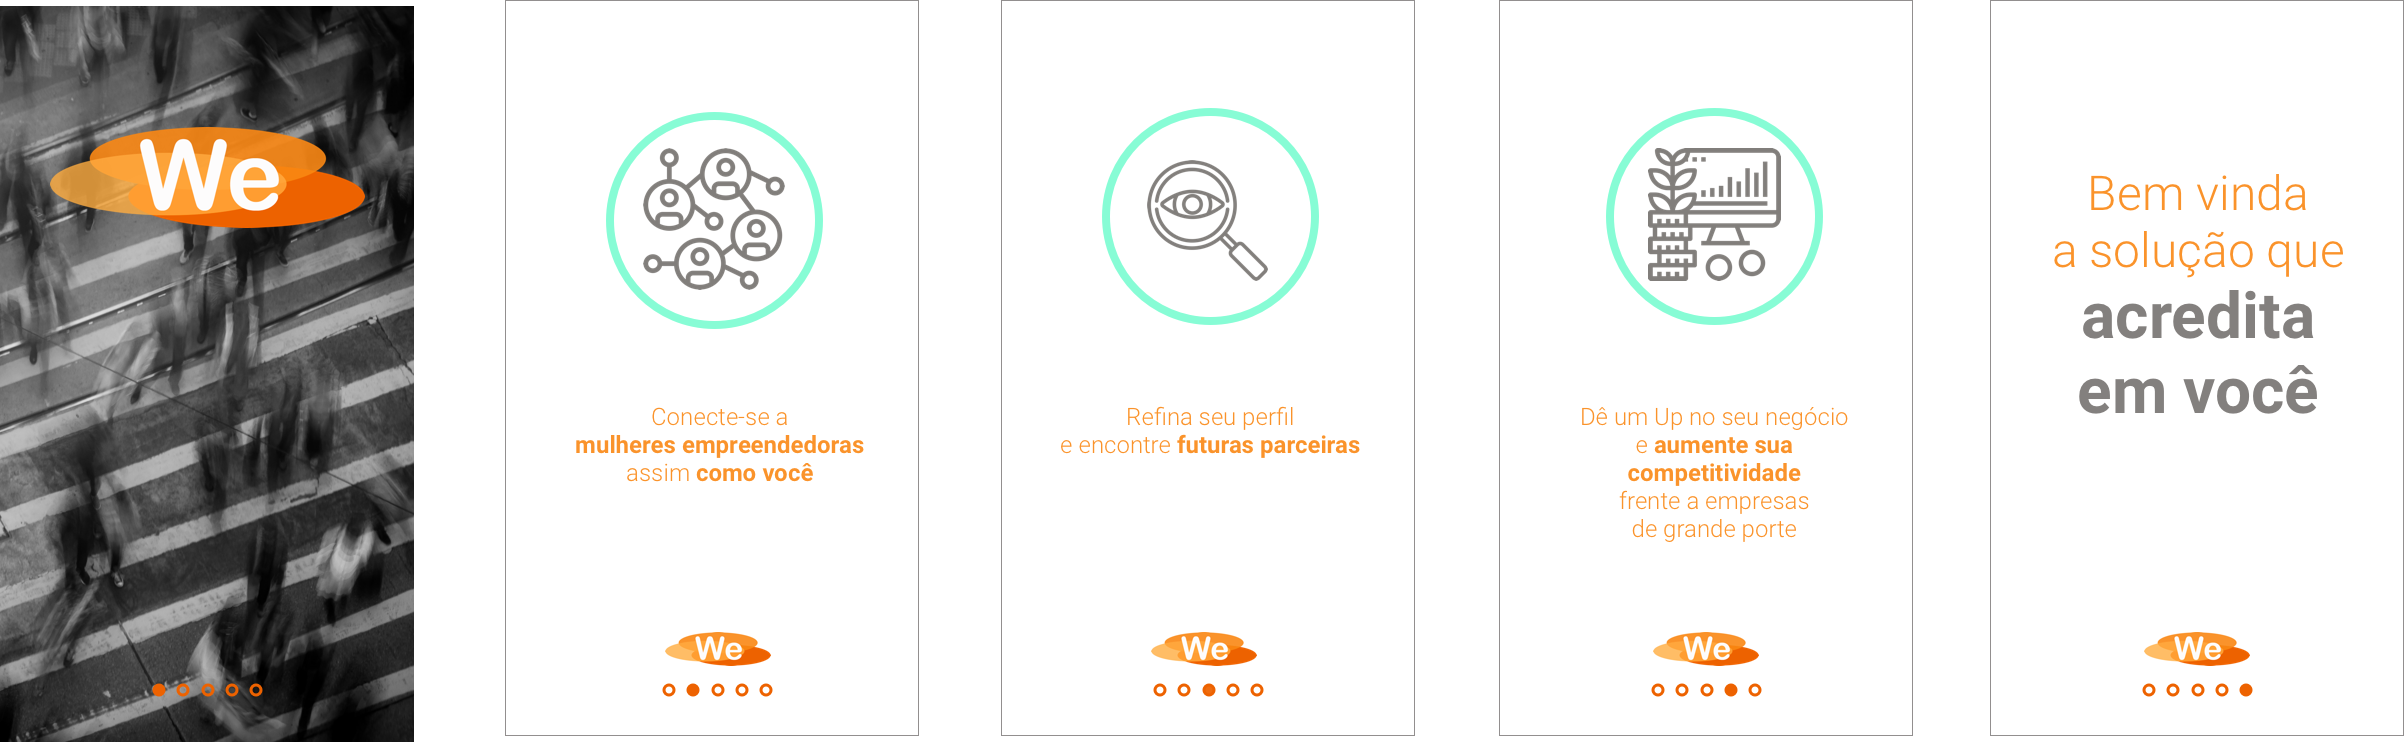 We
Conecte-se a
mulheres empreendedoras
assim como você
We
Refina seu perfil
e encontre futuras parceiras
We
Dê um Up no seu negócio
e aumente sua
competitividade
frente a empresas
de grande porte
We
Bem vinda
a solução que
acredita
em você
We